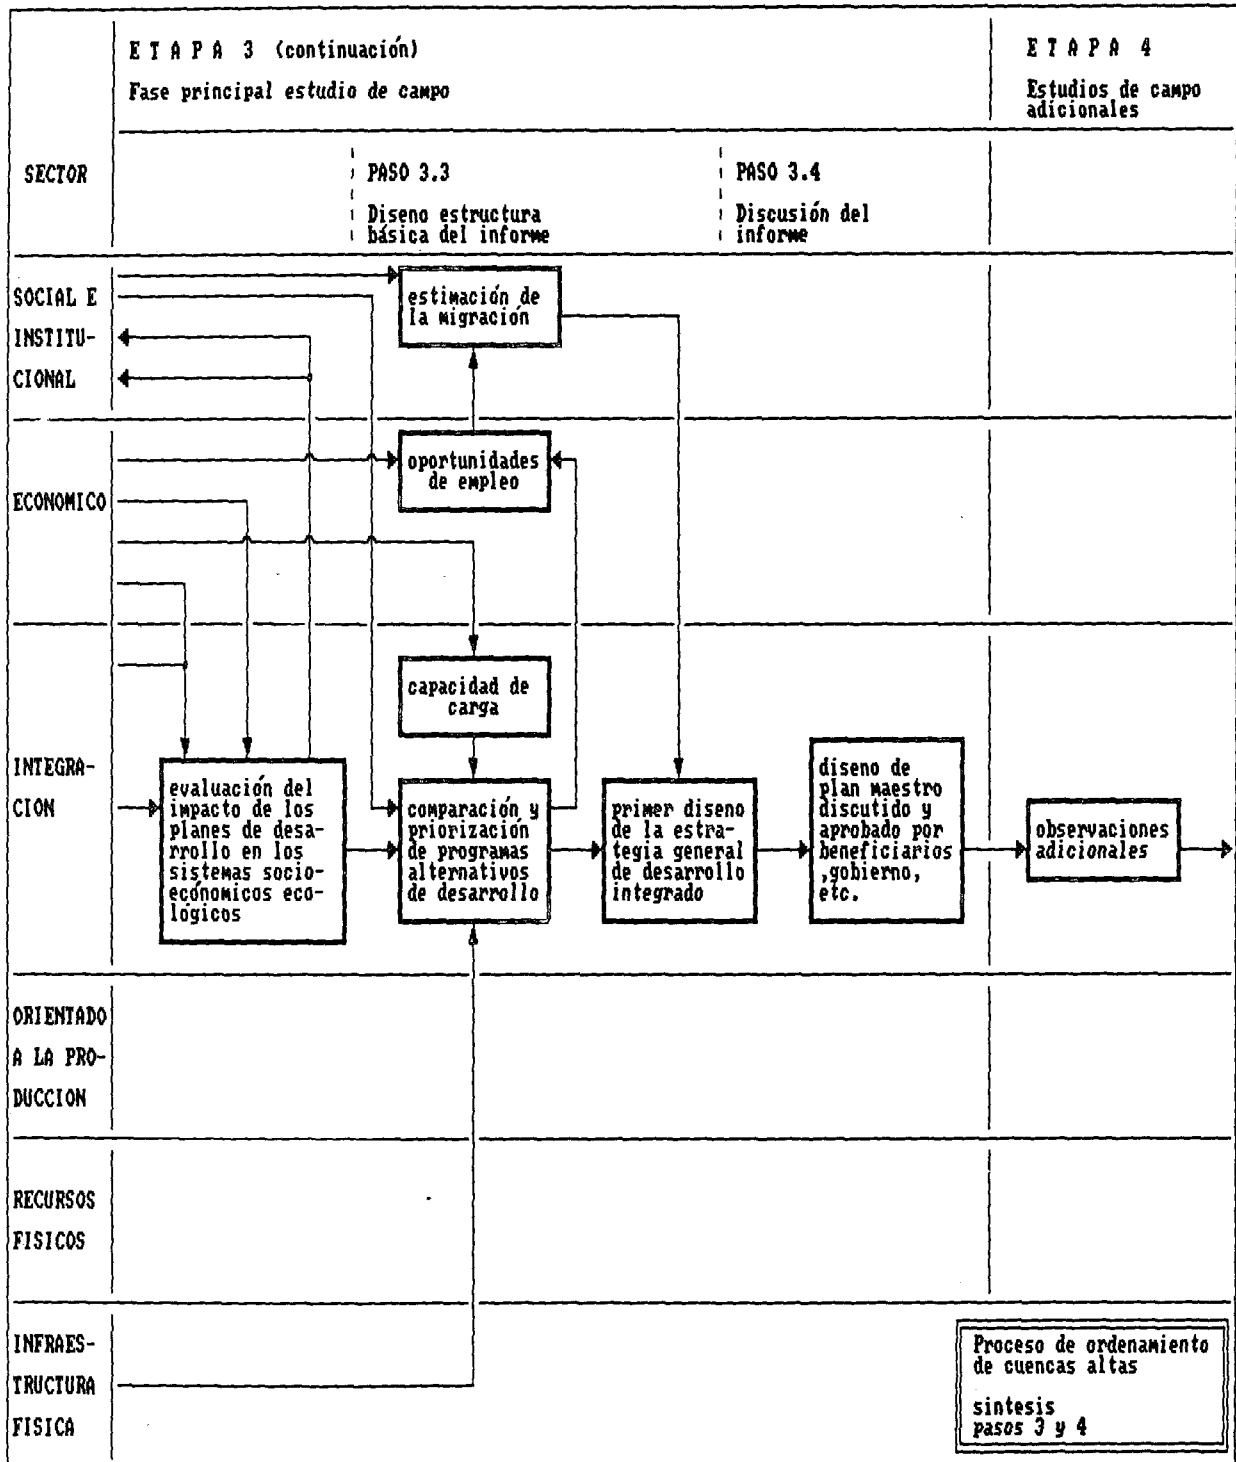 E T A P A 3 (continuación)
Fase principal estudio de campo
E T A P A 4
Estudios de campo
adicionales
SECTOR
PASO 3.3
Diseno estructura
básica del informe
PASO 3.4
Discusión del
informe
SOCIAL E
INSTITU-
CIONAL
estimación de
la migración
ECONOMICO
oportunidades
de empleo
INTEGRA-
CION
capacidad de
carga
evaluación del
impacto de los
planes de desa-
rrollo en los
sistemas socio-
económicos eco-
lógicos
comparación y
priorización
de programas
alternativos
de desarrollo
primer diseno
de la estra-
tegia general
de desarrollo
integrado
diseno de
plan maestro
discutido y
aprobado por
beneficiarios
,gobierno,
etc.
observaciones
adicionales
ORIENTADO
A LA PRO-
DUCCION
RECURSOS
FISICOS
INFRAES-
TRUCTURA
FISICA
Proceso de ordenamiento
de cuencas altas
sintesis
pasos 3 y 4